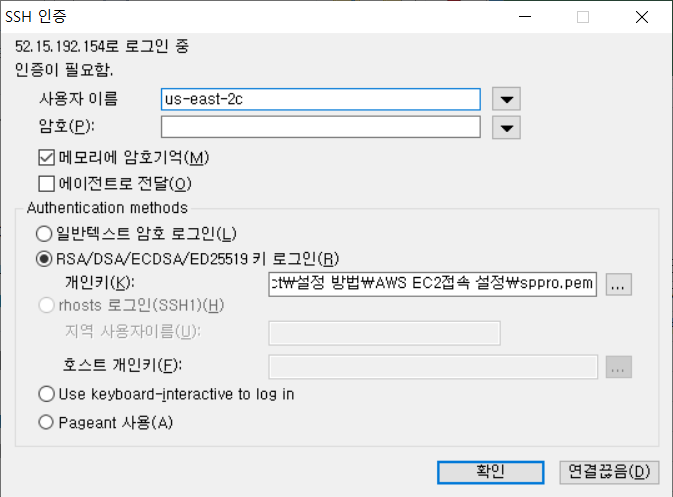 SSH 인증
52.15.192.154로 로그인 중
인증이 필요함.
사용자 이름 us-east-2c
암호(P):
메모리에 암호기억(M)
에이전트로 전달(O)
Authentication methods
일반텍스트 암호 로그인(L)
RSA/DSA/ECDSA/ED25519 키 로그인(R)
개인키(K): ct₩설정 방법₩AWS EC2접속 설정₩sppro.pem ...
rhosts 로그인(SSH1)(H)
지역 사용자이름(U):
호스트 개인키(F): ...
Use keyboard-interactive to log in
Pageant 사용(A)
확인 연결끊음(D)